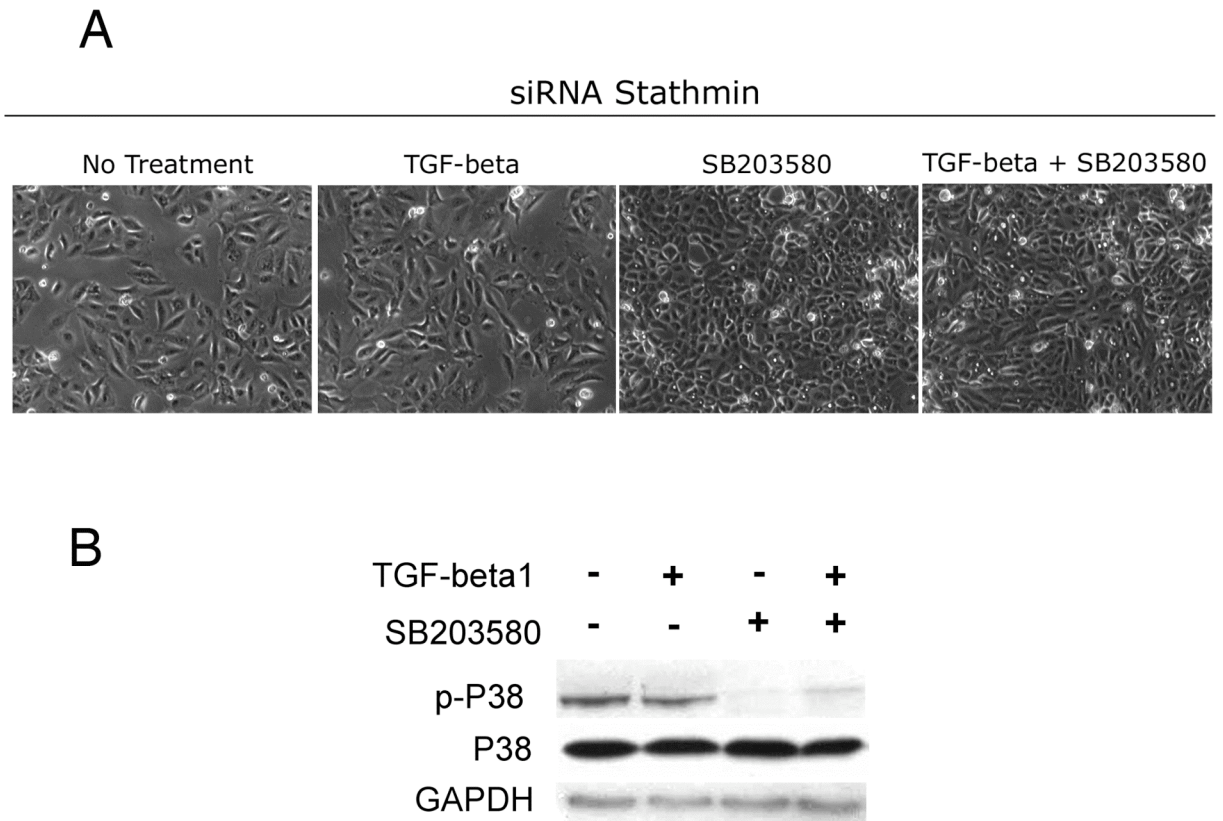 A
siRNA Stathmin
No Treatment TGF-beta SB203580 TGF-beta + SB203580
B
TGF-beta1 - + - +
SB203580 - - + +
p-P38
P38
GAPDH